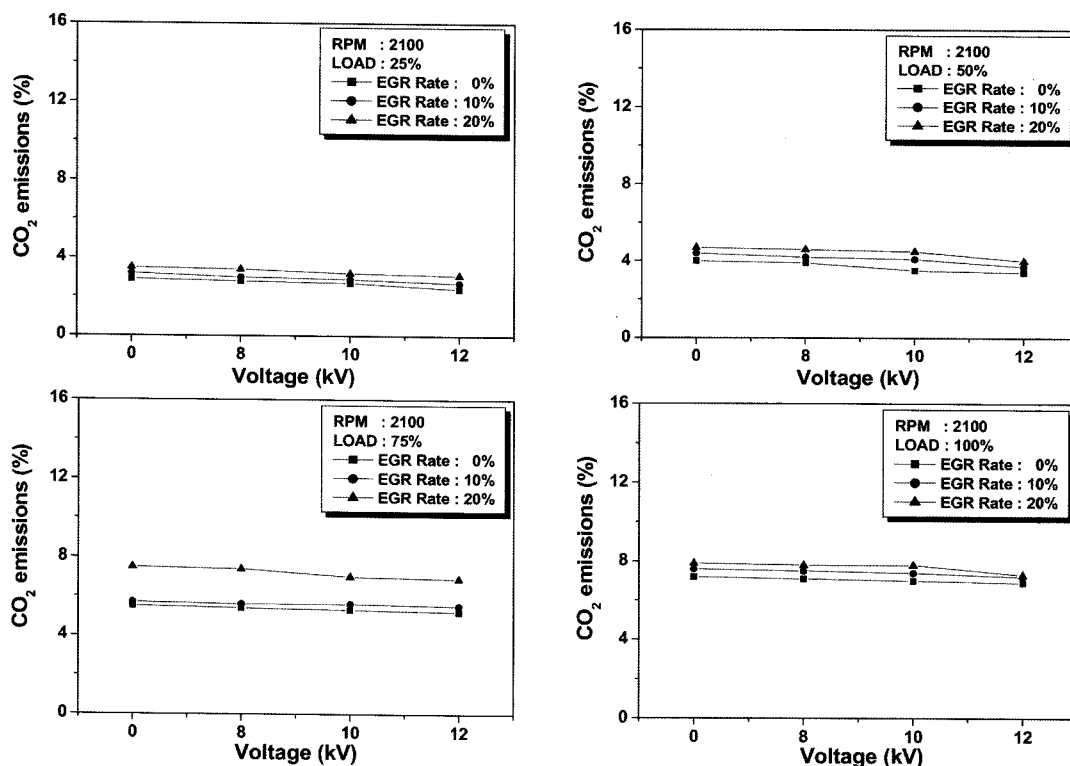 16
12
8
4
0
CO2 emissions (%)
RPM : 2100
LOAD : 25%
EGR Rate : 0%
EGR Rate : 10%
EGR Rate : 20%
0 8 10 12
Voltage (kV)
16
12
8
4
0
CO2 emissions (%)
RPM : 2100
LOAD : 50%
EGR Rate : 0%
EGR Rate : 10%
EGR Rate : 20%
0 8 10 12
Voltage (kV)
16
12
8
4
0
CO2 emissions (%)
RPM : 2100
LOAD : 75%
EGR Rate : 0%
EGR Rate : 10%
EGR Rate : 20%
0 8 10 12
Voltage (kV)
16
12
8
4
0
CO2 emissions (%)
RPM : 2100
LOAD : 100%
EGR Rate : 0%
EGR Rate : 10%
EGR Rate : 20%
0 8 10 12
Voltage (kV)